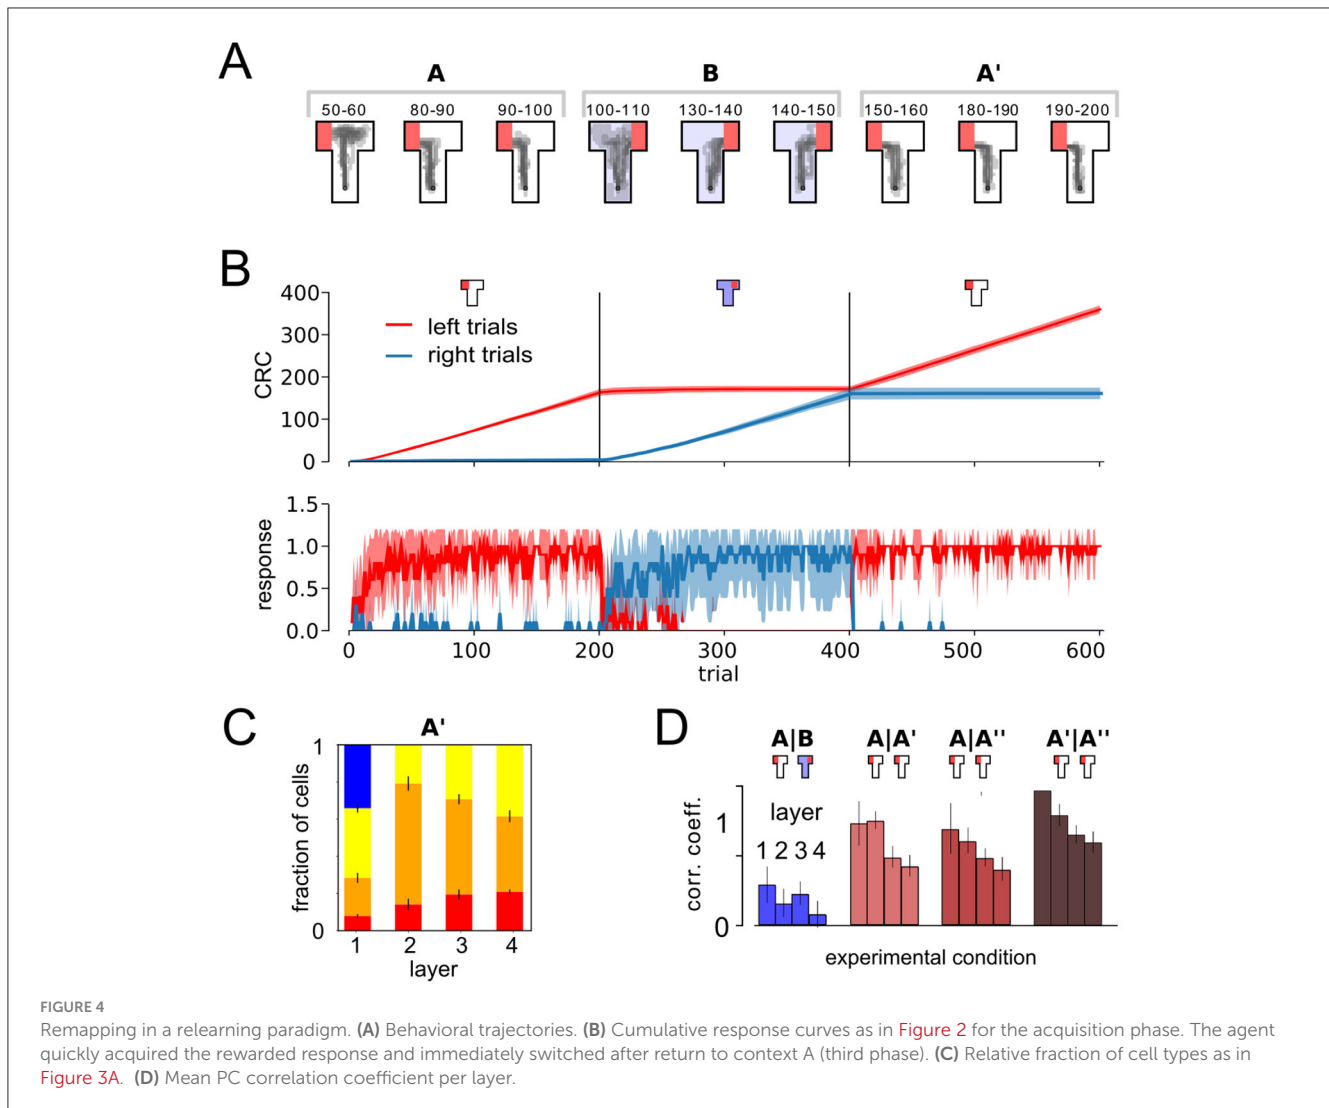 A
A
B
A'
50-60
80-90
90-100
100-110
130-140
140-150
150-160
180-190
190-200
B
400
300
200
100
0
CRC
left trials
right trials
1.5
1.0
0.5
0.0
response
0
100
200
300
400
500
600
trial
C
A'
1
0
fraction of cells
1
2
3
4
layer
D
A|B
A|A'
A|A''
A'|A''
layer
1 2 3 4
1
0
corr. coeff.
experimental condition
FIGURE 4
Remapping in a relearning paradigm. (A) Behavioral trajectories. (B) Cumulative response curves as in Figure 2 for the acquisition phase. The agent
quickly acquired the rewarded response and immediately switched after return to context A (third phase). (C) Relative fraction of cell types as in
Figure 3A. (D) Mean PC correlation coefficient per layer.